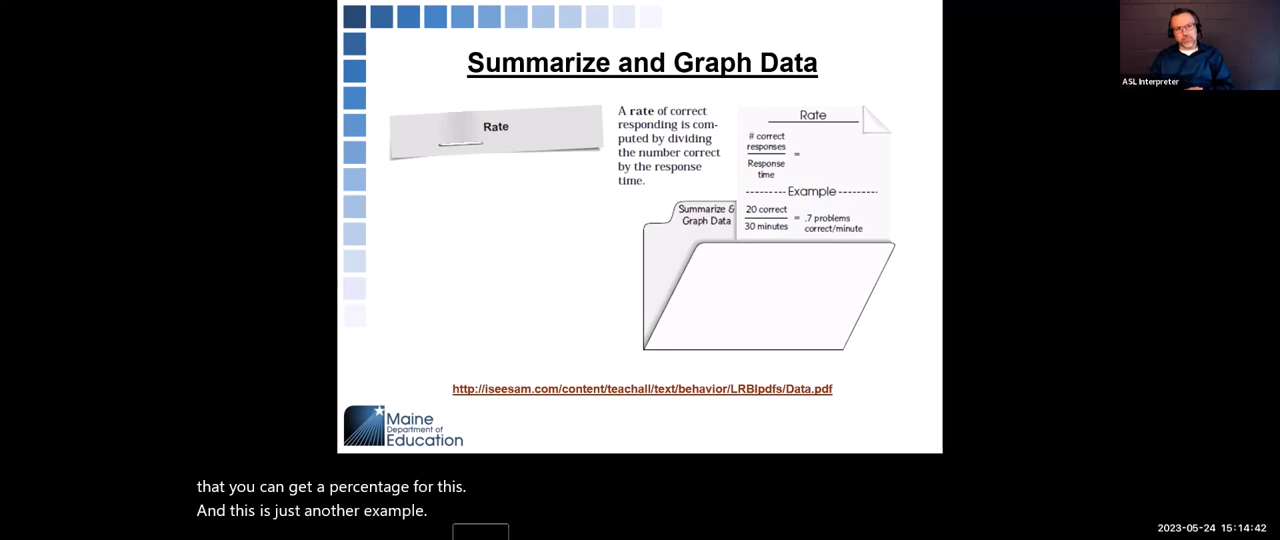 Summarize and Graph Data
Rate
A rate of correct
responding is com-
puted by dividing
the number correct
by the response
time.
Rate
# correct
responses
Response
time
=
Example
20 correct
30 minutes
= .7 problems
correct/minute
Summarize &
Graph Data
http://iseesam.com/content/teachall/text/behavior/LRBIpdfs/Data.pdf
Maine
Department of
Education
ASL Interpreter
that you can get a percentage for this.
And this is just another example.
2023-05-24 15:14:42